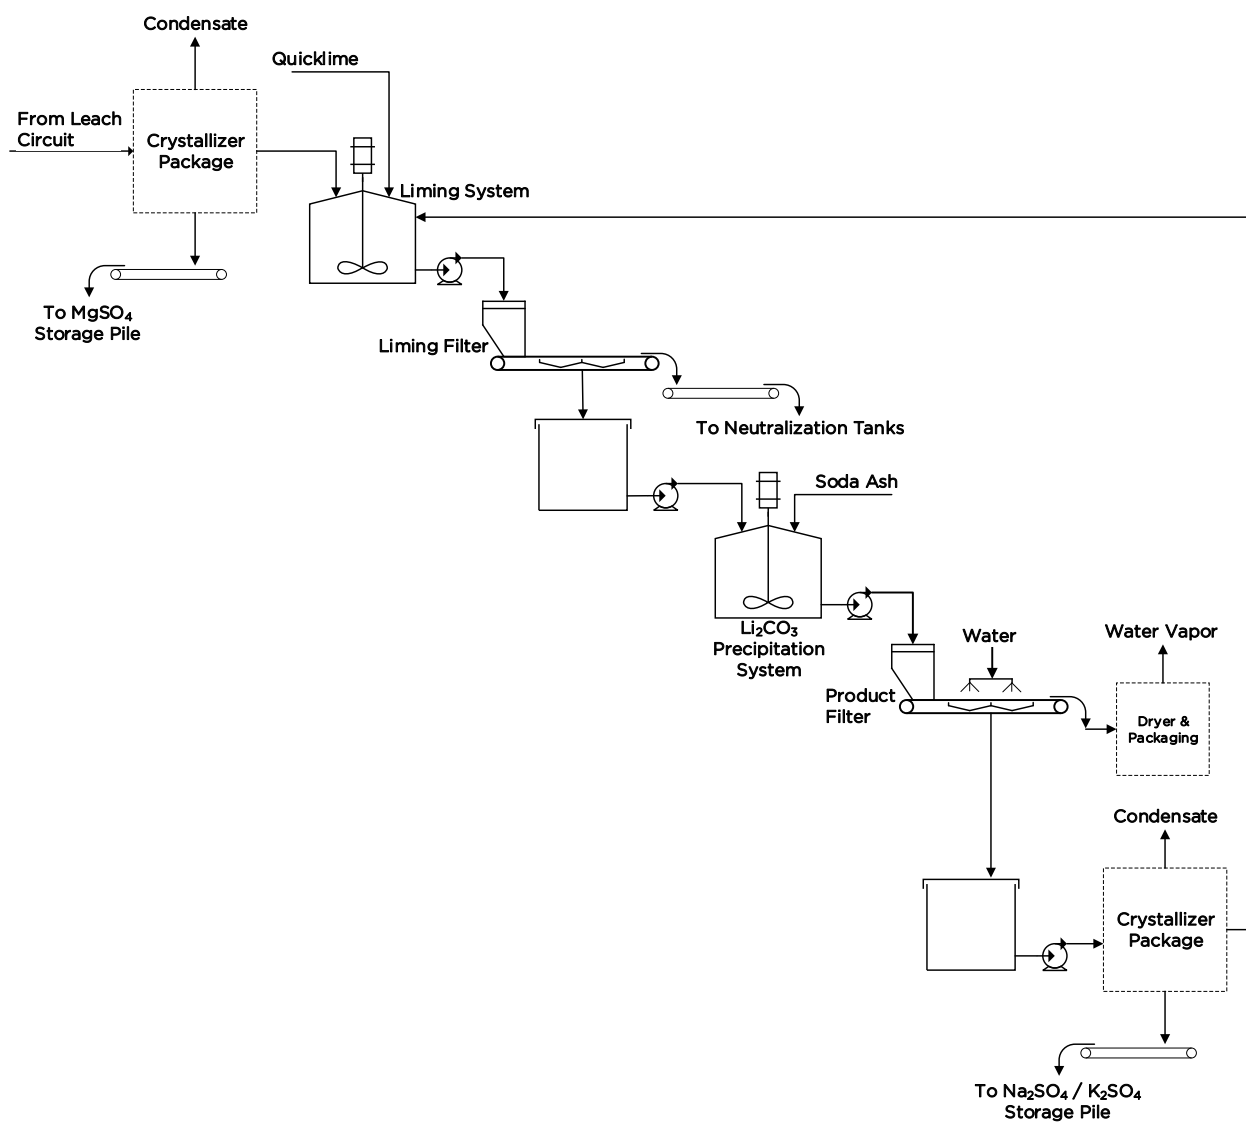 Condensate
Quicklime
From Leach
Circuit
Crystallizer
Package
Liming System
To MgSO₄
Storage Pile
Liming Filter
To Neutralization Tanks
Soda Ash
Li₂CO₃
Precipitation
System
Water
Water Vapor
Product
Filter
Dryer &
Packaging
Condensate
Crystallizer
Package
To Na₂SO₄ / K₂SO₄
Storage Pile